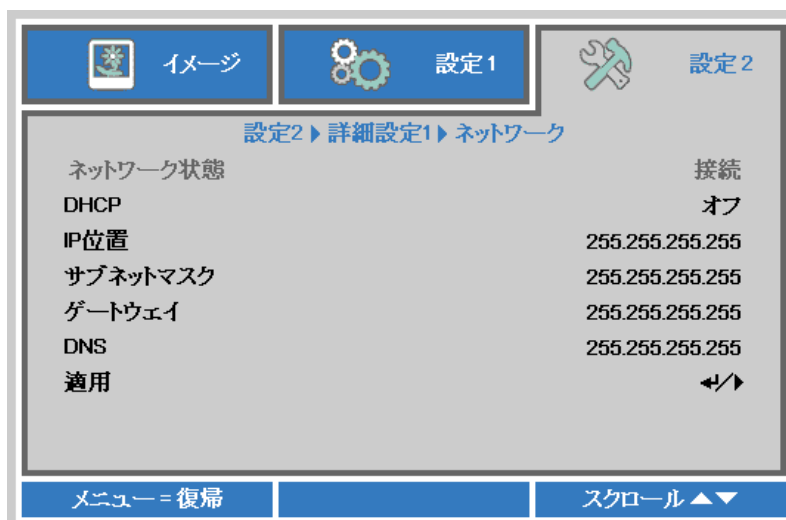 イメージ
設定1
設定2
設定2 ▶ 詳細設定1 ▶ ネットワーク
ネットワーク状態 接続
DHCP オフ
IP位置 255.255.255.255
サブネットマスク 255.255.255.255
ゲートウェイ 255.255.255.255
DNS 255.255.255.255
適用 ↵/▶
メニュー = 復帰
スクロール ▲▼